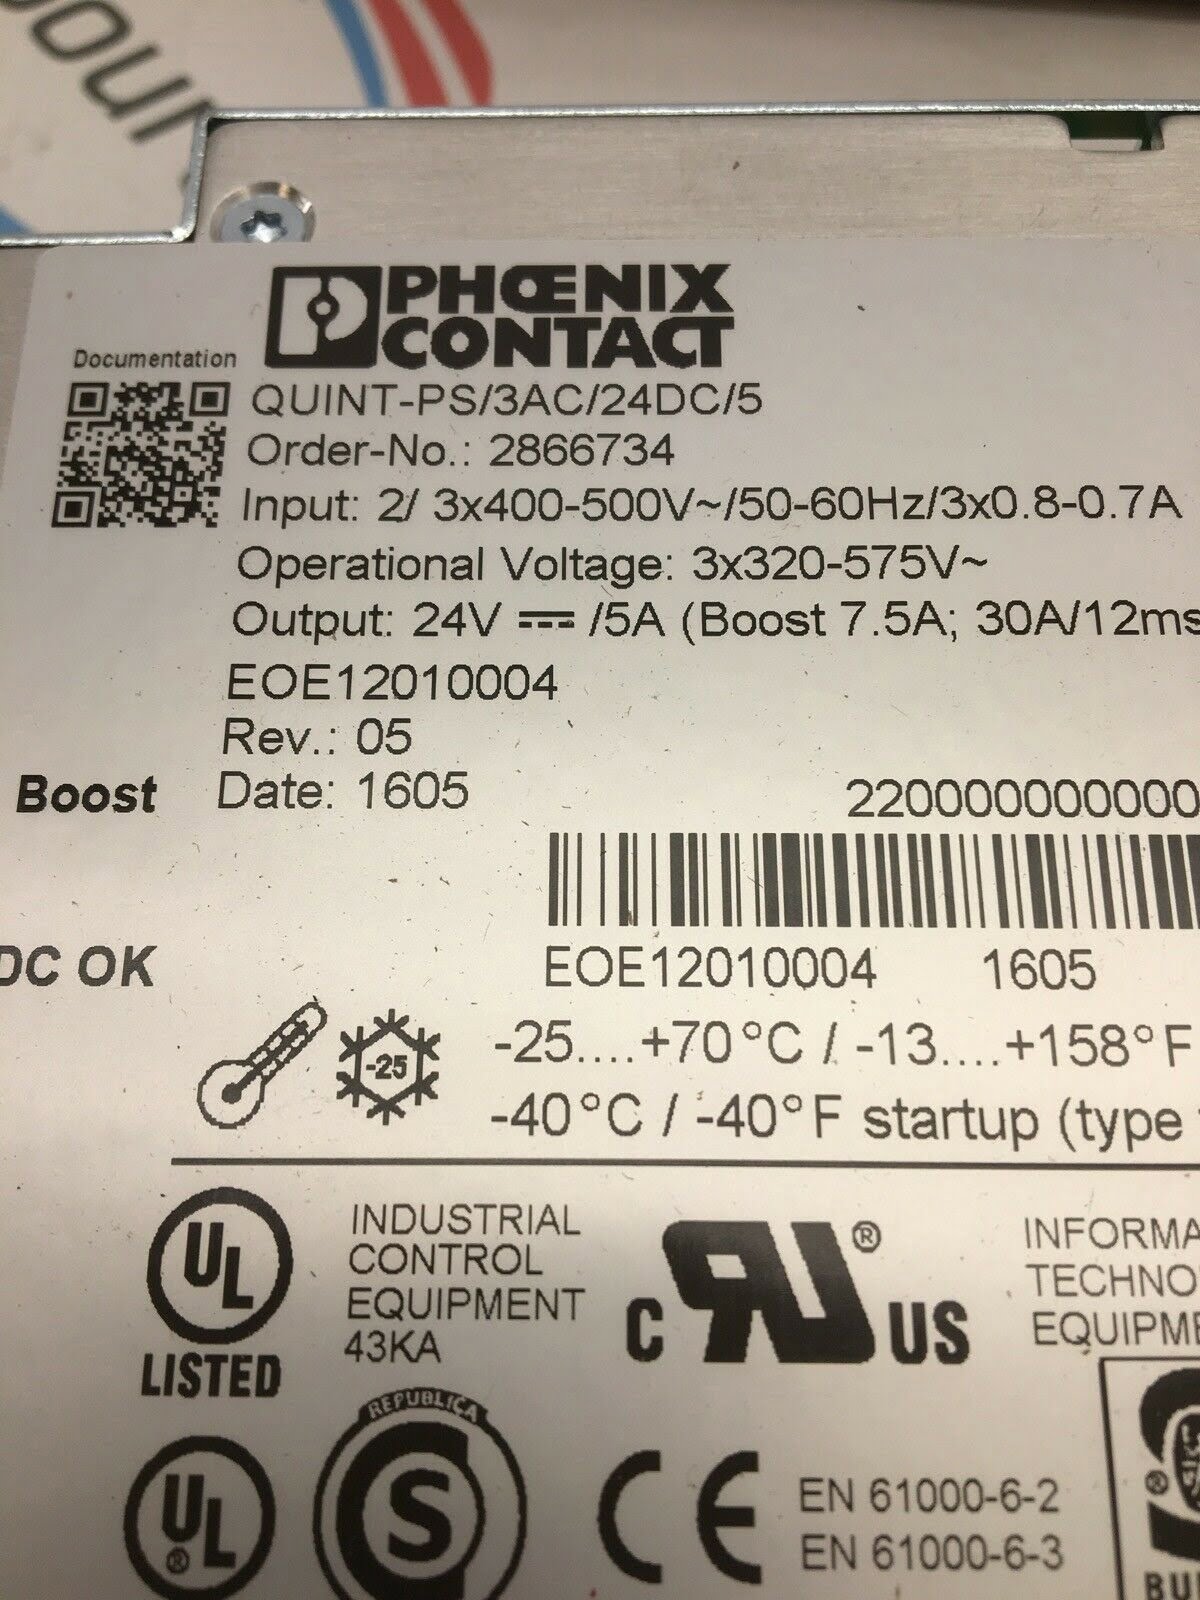 PHOENIX
CONTACT
Documentation
QUINT-PS/3AC/24DC/5
Order-No.: 2866734
Input: 2/ 3x400-500V~/50-60Hz/3x0.8-0.7A
Operational Voltage: 3x320-575V~
Output: 24V ⎓ /5A (Boost 7.5A; 30A/12ms
EOE12010004
Rev.: 05
Boost
Date: 1605
220000000000
DC OK
EOE12010004 1605
-25....+70°C / -13....+158°F
-25
-40°C / -40°F startup (type
UL
LISTED
INDUSTRIAL
CONTROL
EQUIPMENT
43KA
C RU ® US
INFORMA
TECHNO
EQUIPME
UL
®
REPUBLICA
S
CE
EN 61000-6-2
EN 61000-6-3
®